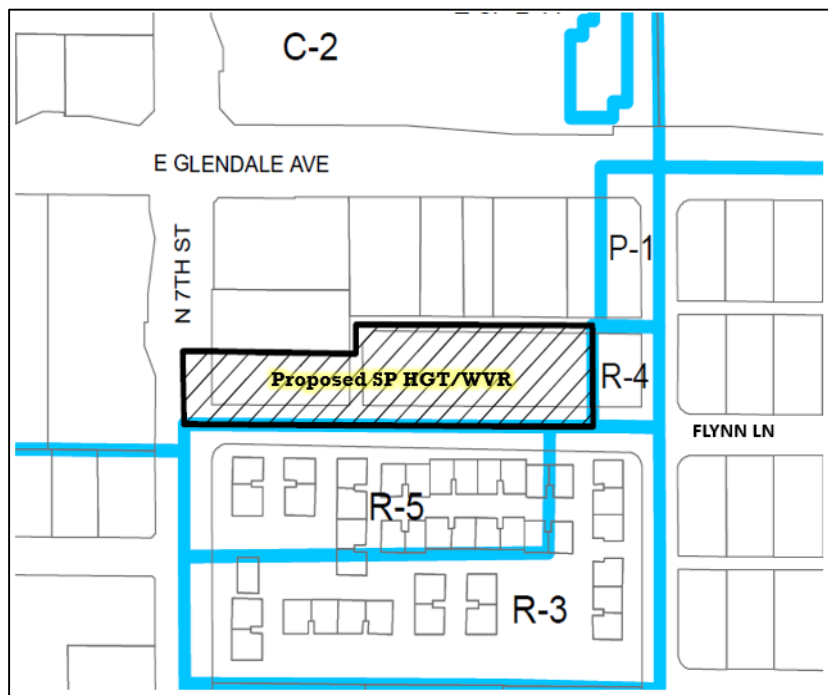 C-2
E GLENDALE AVE
N 7TH ST
P-1
Proposed SP HGT/WVR
R-4
FLYNN LN
R-5
R-3